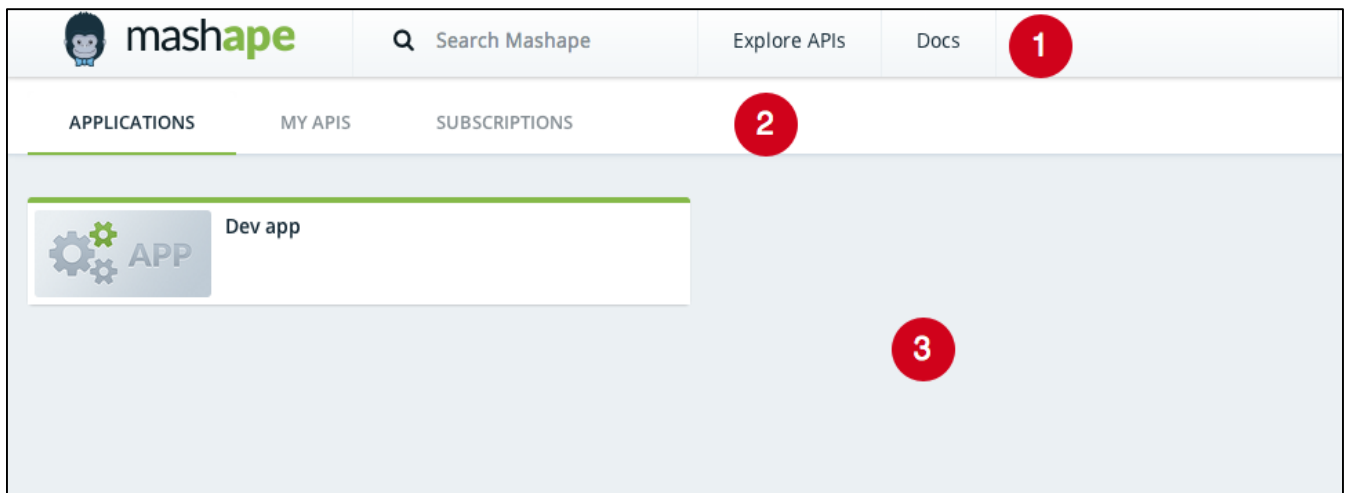 mashape Search Mashape Explore APIs Docs 1
APPLICATIONS MY APIS SUBSCRIPTIONS 2
Dev app
APP
3